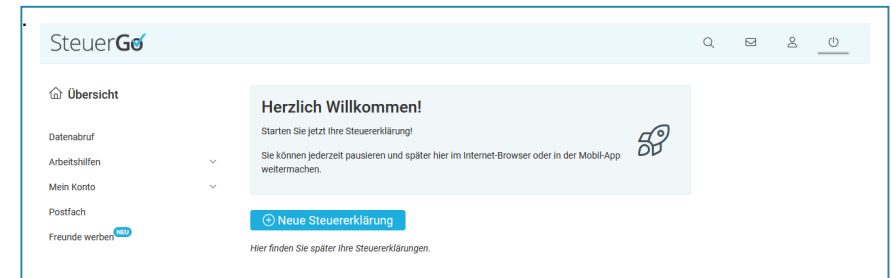 SteuerGo
Übersicht
Datenabruf
Arbeitshilfen
Mein Konto
Postfach
Freunde werben NEU
Herzlich Willkommen!
Starten Sie jetzt Ihre Steuererklärung!
Sie können jederzeit pausieren und später hier im Internet-Browser oder in der Mobil-App
weitermachen.
Neue Steuererklärung
Hier finden Sie später Ihre Steuererklärungen.